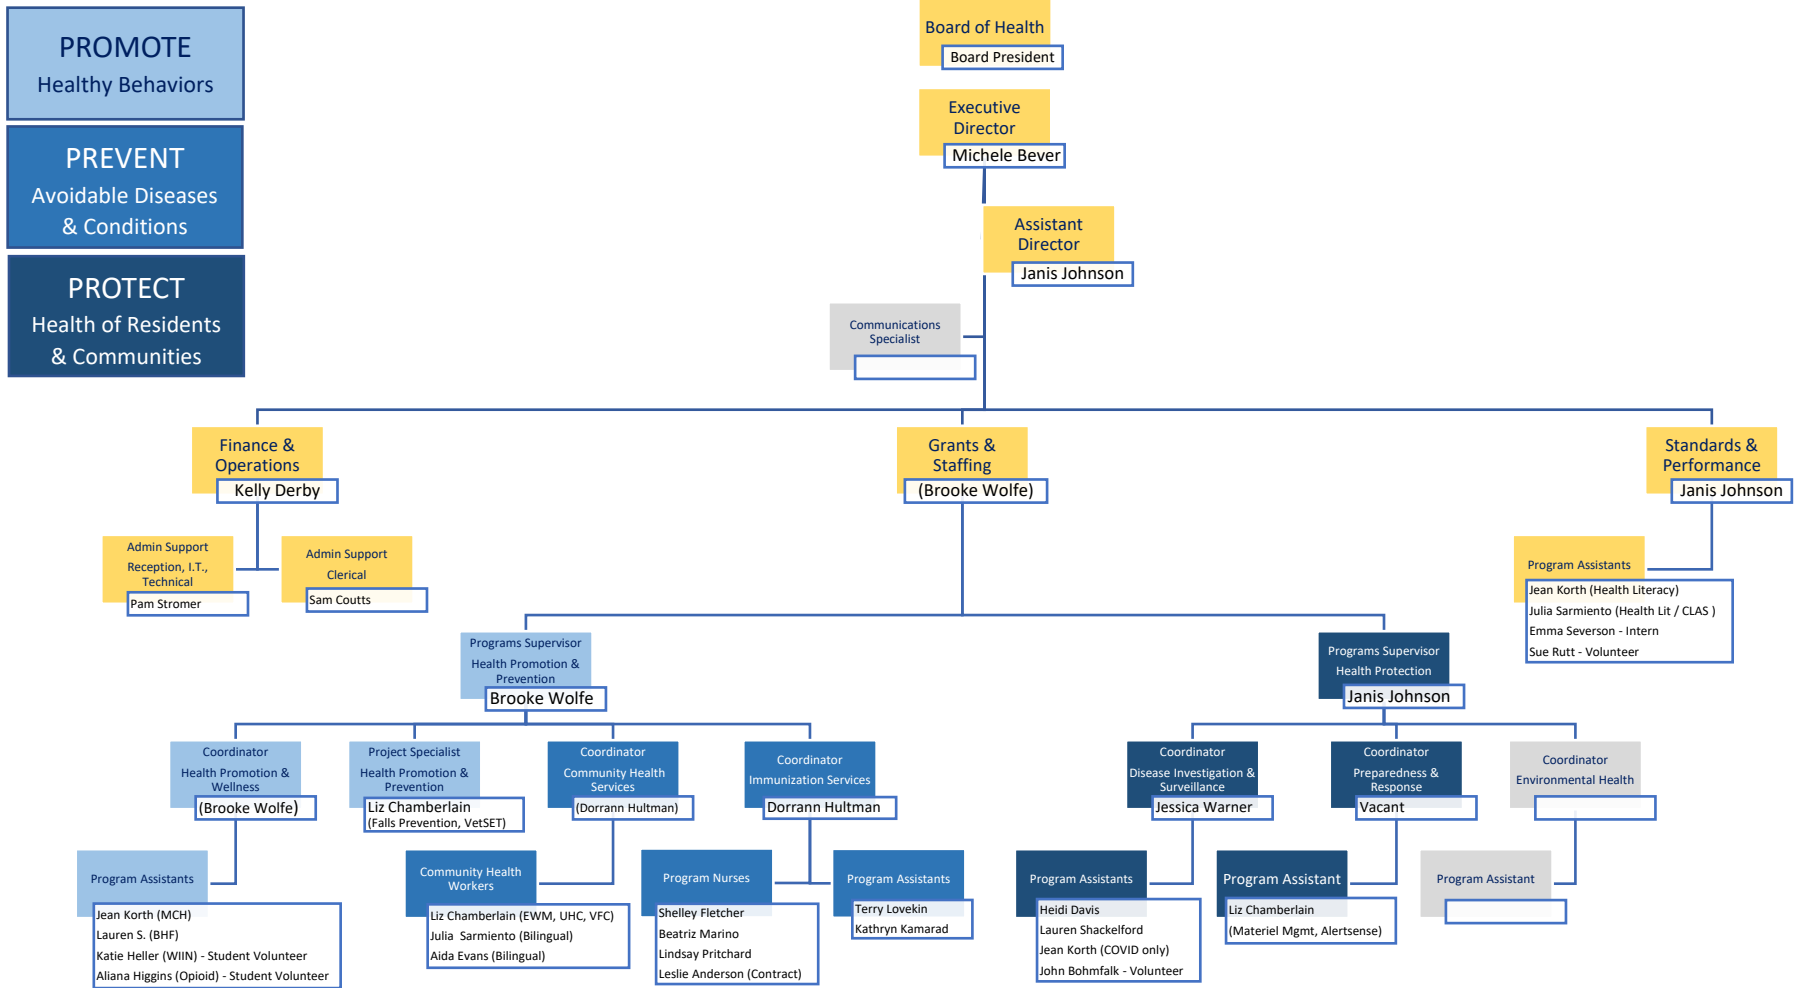 PROMOTE
Healthy Behaviors
PREVENT
Avoidable Diseases
& Conditions
PROTECT
Health of Residents
& Communities
Board of Health
Board President
Executive
Director
Michele Bever
Assistant
Director
Janis Johnson
Communications
Specialist
Finance &
Operations
Kelly Derby
Grants &
Staffing
(Brooke Wolfe)
Standards &
Performance
Janis Johnson
Admin Support
Reception, I.T.,
Technical
Pam Stromer
Admin Support
Clerical
Sam Coutts
Program Assistants
Jean Korth (Health Literacy)
Julia Sarmiento (Health Lit / CLAS )
Emma Severson - Intern
Sue Rutt - Volunteer
Programs Supervisor
Health Promotion &
Prevention
Brooke Wolfe
Programs Supervisor
Health Protection
Janis Johnson
Coordinator
Health Promotion &
Wellness
(Brooke Wolfe)
Project Specialist
Health Promotion &
Prevention
Liz Chamberlain
(Falls Prevention, VetSET)
Coordinator
Community Health
Services
(Dorrann Hultman)
Coordinator
Immunization Services
Dorrann Hultman
Coordinator
Disease Investigation &
Surveillance
Jessica Warner
Coordinator
Preparedness &
Response
Vacant
Coordinator
Environmental Health
Program Assistants
Jean Korth (MCH)
Lauren S. (BHF)
Katie Heller (WIIN) - Student Volunteer
Aliana Higgins (Opioid) - Student Volunteer
Community Health
Workers
Liz Chamberlain (EWM, UHC, VFC)
Julia  Sarmiento (Bilingual)
Aida Evans (Bilingual)
Program Nurses
Shelley Fletcher
Beatriz Marino
Lindsay Pritchard
Leslie Anderson (Contract)
Program Assistants
Terry Lovekin
Kathryn Kamarad
Program Assistants
Heidi Davis
Lauren Shackelford
Jean Korth (COVID only)
John Bohmfalk - Volunteer
Program Assistant
Liz Chamberlain
(Materiel Mgmt, Alertsense)
Program Assistant